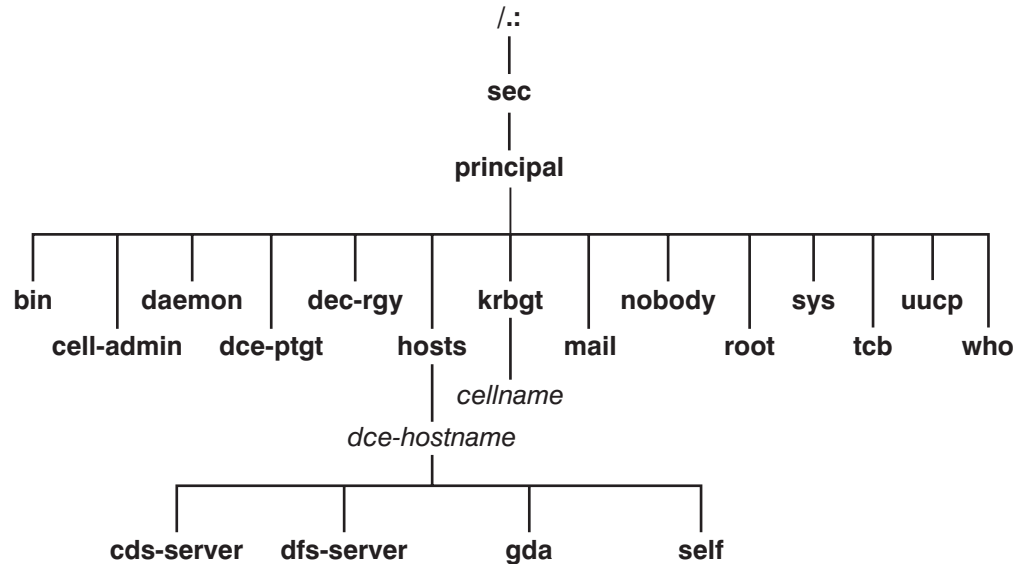 /.:
sec
principal
bin daemon dec-rgy krbgt nobody sys uucp
cell-admin dce-ptgt hosts mail root tcb who
cellname
dce-hostname
cds-server dfs-server gda self